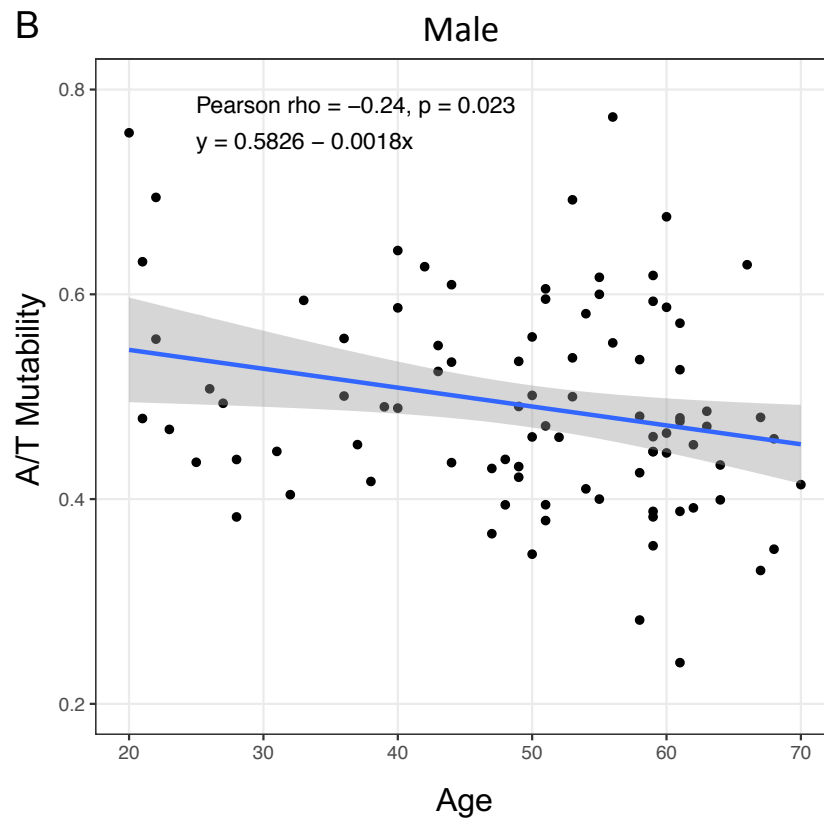 B
Male
Pearson rho = −0.24, p = 0.023
y = 0.5826 − 0.0018x
A/T Mutability
0.8
0.6
0.4
0.2
20 30 40 50 60 70
Age